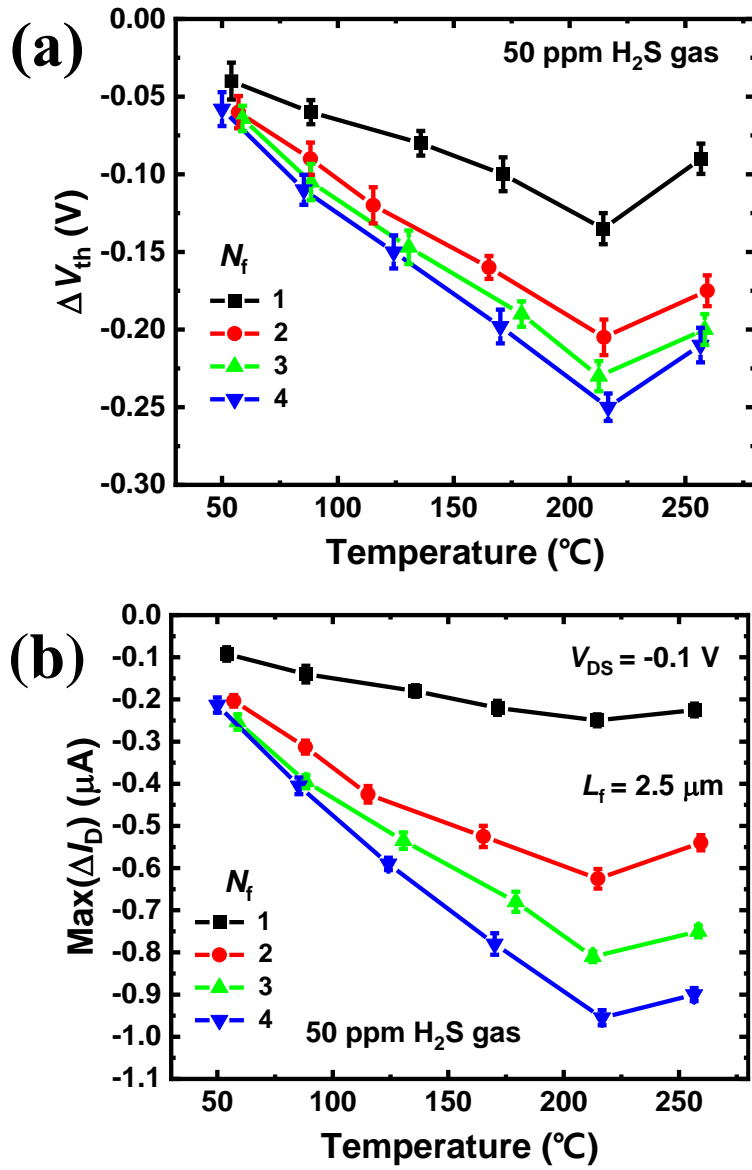 (a)
0.00
-0.05
-0.10
-0.15
-0.20
-0.25
-0.30
ΔVth (V)
50 ppm H2S gas
Nf
1
2
3
4
50 100 150 200 250
Temperature (℃)
(b)
0.0
-0.1
-0.2
-0.3
-0.4
-0.5
-0.6
-0.7
-0.8
-0.9
-1.0
-1.1
Max(ΔID) (μA)
VDS = -0.1 V
Lf = 2.5 μm
Nf
1
2
3
4
50 ppm H2S gas
50 100 150 200 250
Temperature (℃)